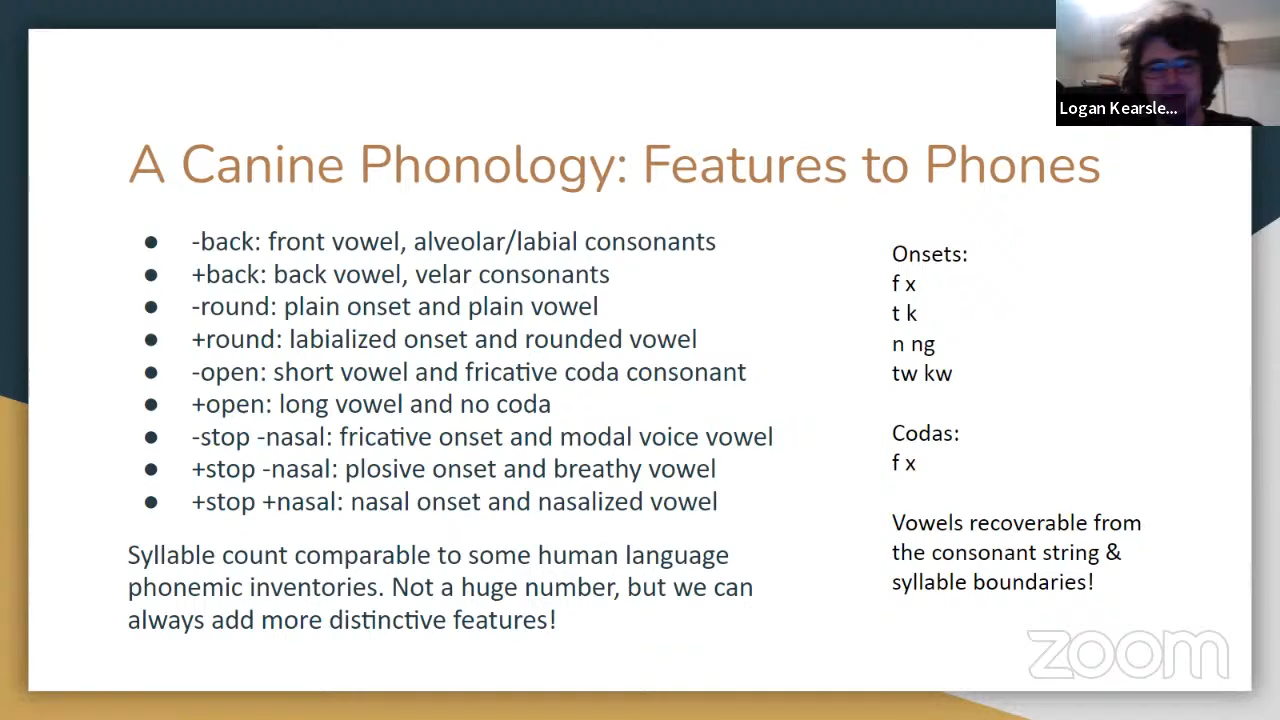 Logan Kearsle...
A Canine Phonology: Features to Phones
● -back: front vowel, alveolar/labial consonants
● +back: back vowel, velar consonants
● -round: plain onset and plain vowel
● +round: labialized onset and rounded vowel
● -open: short vowel and fricative coda consonant
● +open: long vowel and no coda
● -stop -nasal: fricative onset and modal voice vowel
● +stop -nasal: plosive onset and breathy vowel
● +stop +nasal: nasal onset and nasalized vowel
Syllable count comparable to some human language
phonemic inventories. Not a huge number, but we can
always add more distinctive features!
Onsets:
f x
t k
n ng
tw kw
Codas:
f x
Vowels recoverable from
the consonant string &
syllable boundaries!
zoom